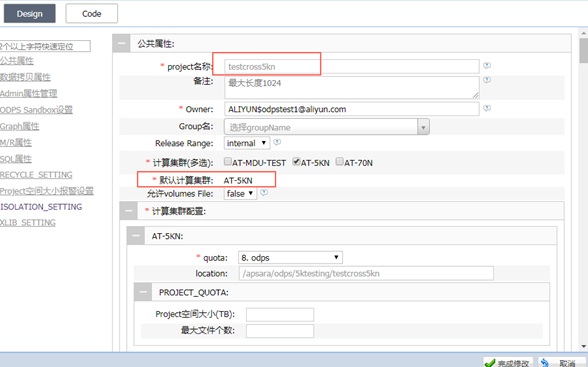 Design
Code
2个以上字符快速定位
公共属性
数据拷贝属性
Admin属性管理
ODPS Sandbox设置
Graph属性
M/R属性
SQL属性
RECYCLE_SETTING
Project空间大小报警设置
ISOLATION_SETTING
XLIB_SETTING
公共属性:
* project名称: testcross5kn
备注: 最大长度1024
* Owner: ALIYUN$odpstest1@aliyun.com
Group名: 选择groupName
Release Range: internal
* 计算集群(多选): AT-MDU-TEST AT-5KN AT-70N
* 默认计算集群: AT-5KN
允许volumes File: false
* 计算集群配置:
AT-5KN:
* quota: 8. odps
location: /apsara/odps/5ktesting/testcross5kn
PROJECT_QUOTA:
Project空间大小(TB):
最大文件个数:
完成修改
取消